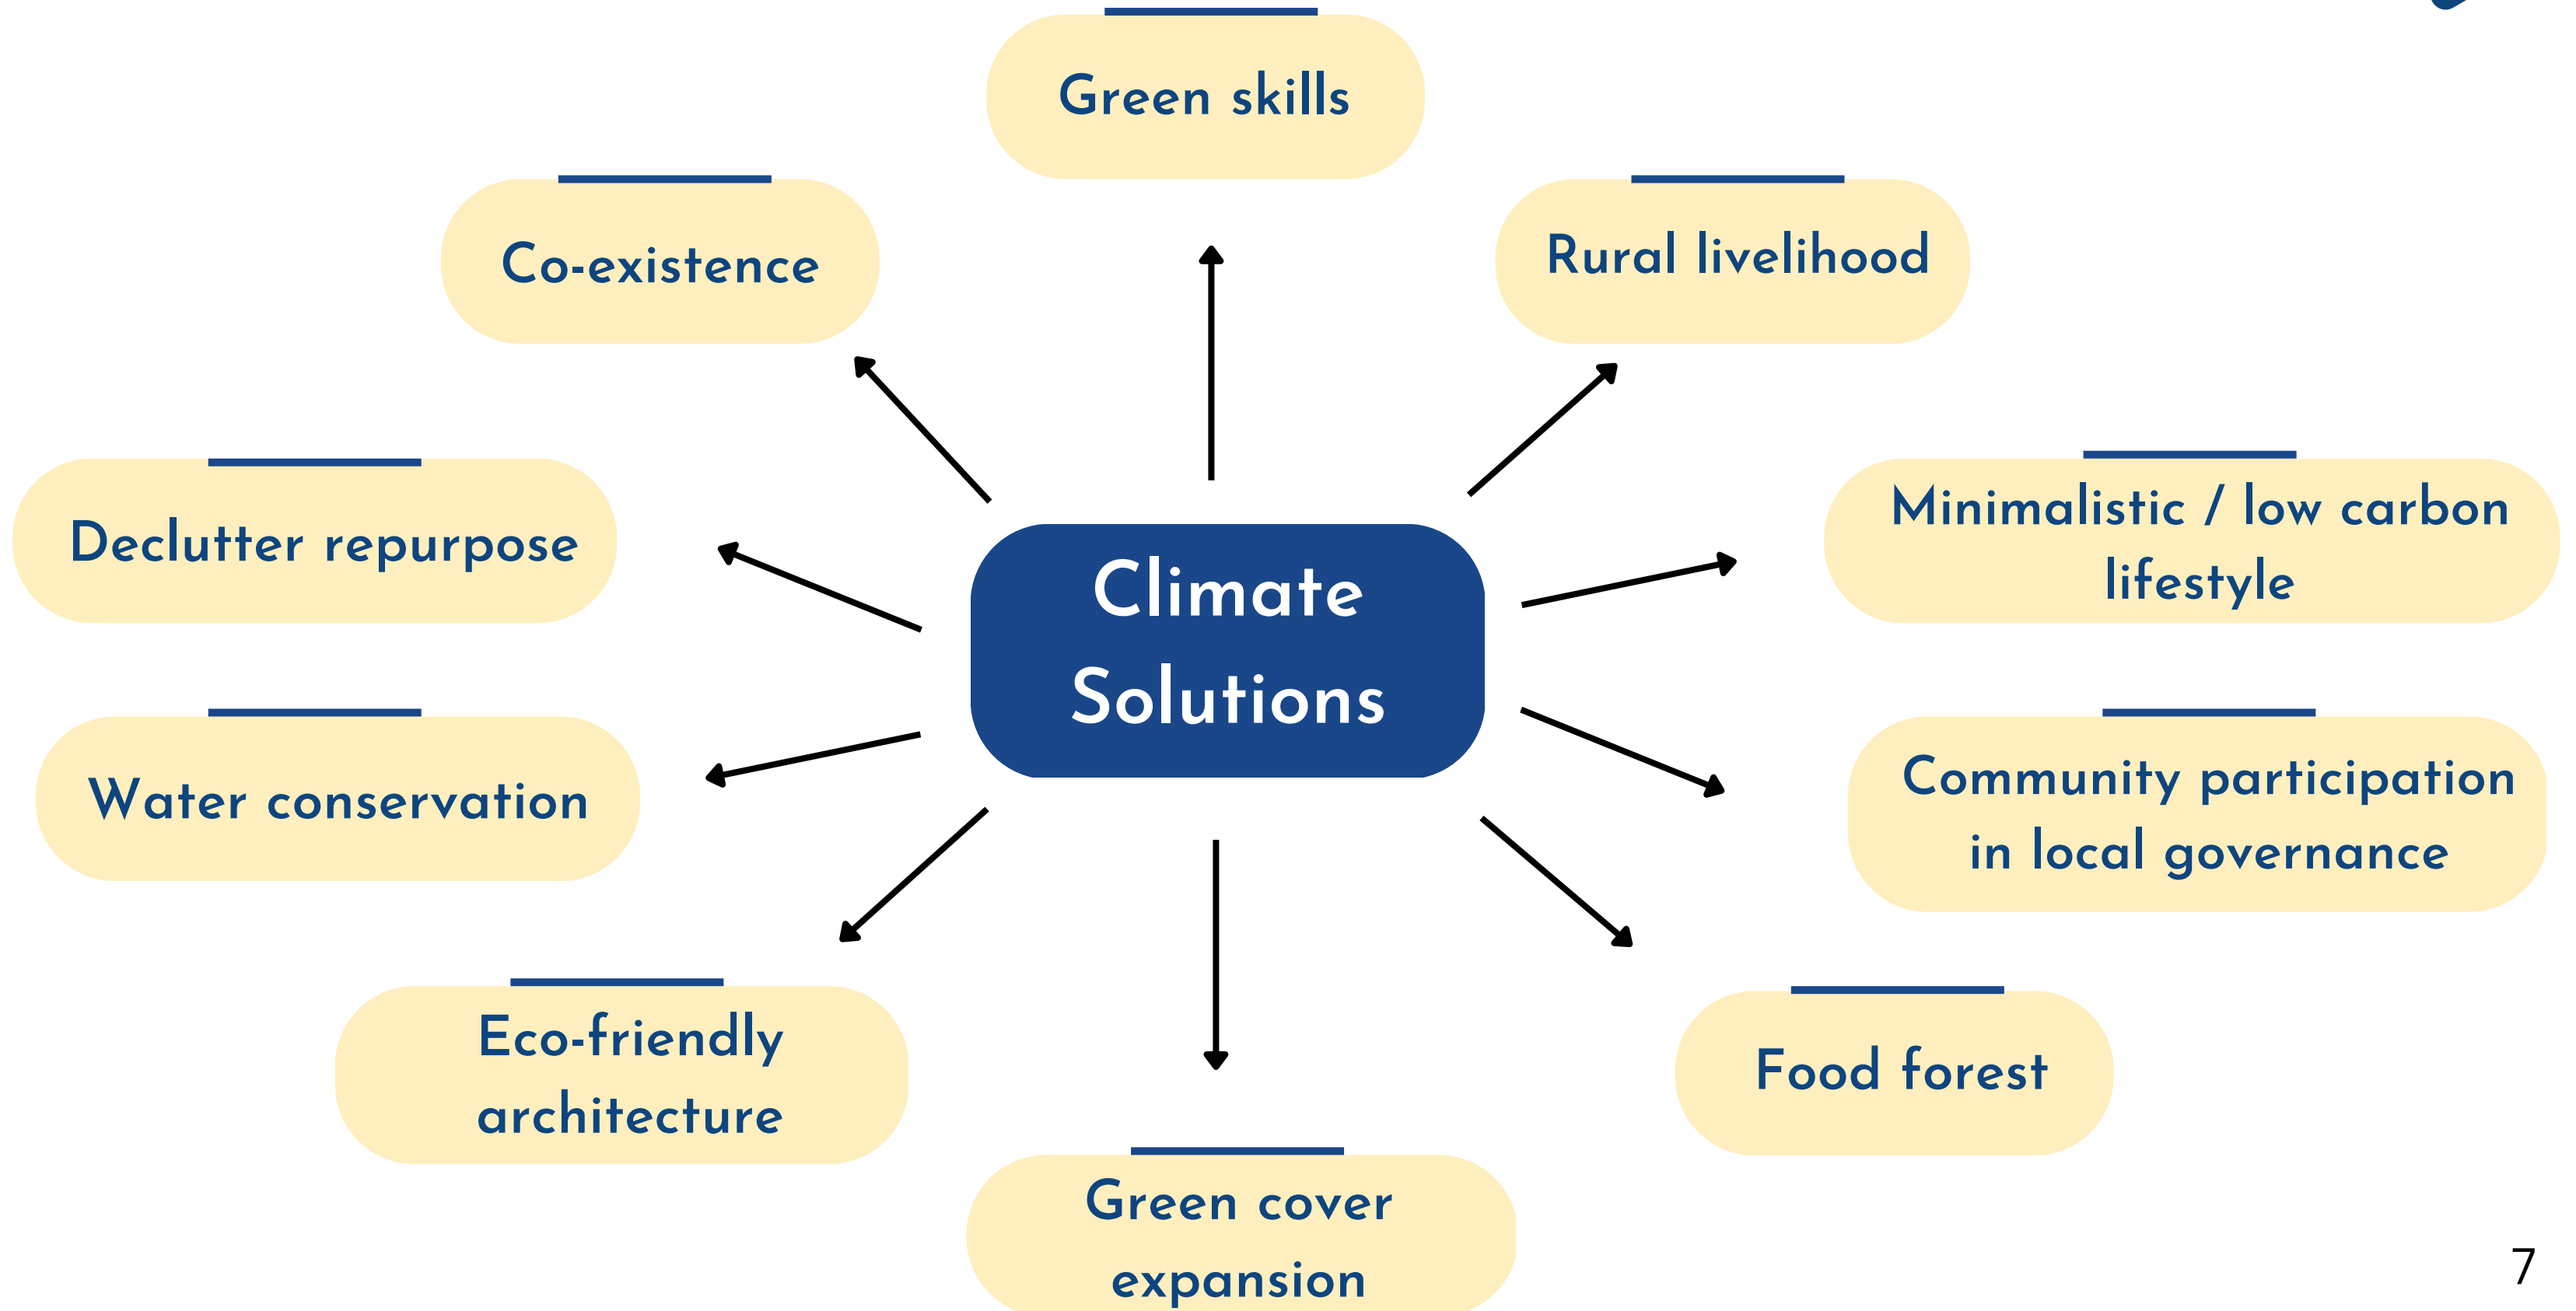 Green skills
Co-existence
Rural livelihood
Declutter repurpose
Minimalistic / low carbon
lifestyle
Climate
Solutions
Water conservation
Community participation
in local governance
Eco-friendly
architecture
Food forest
Green cover
expansion
7